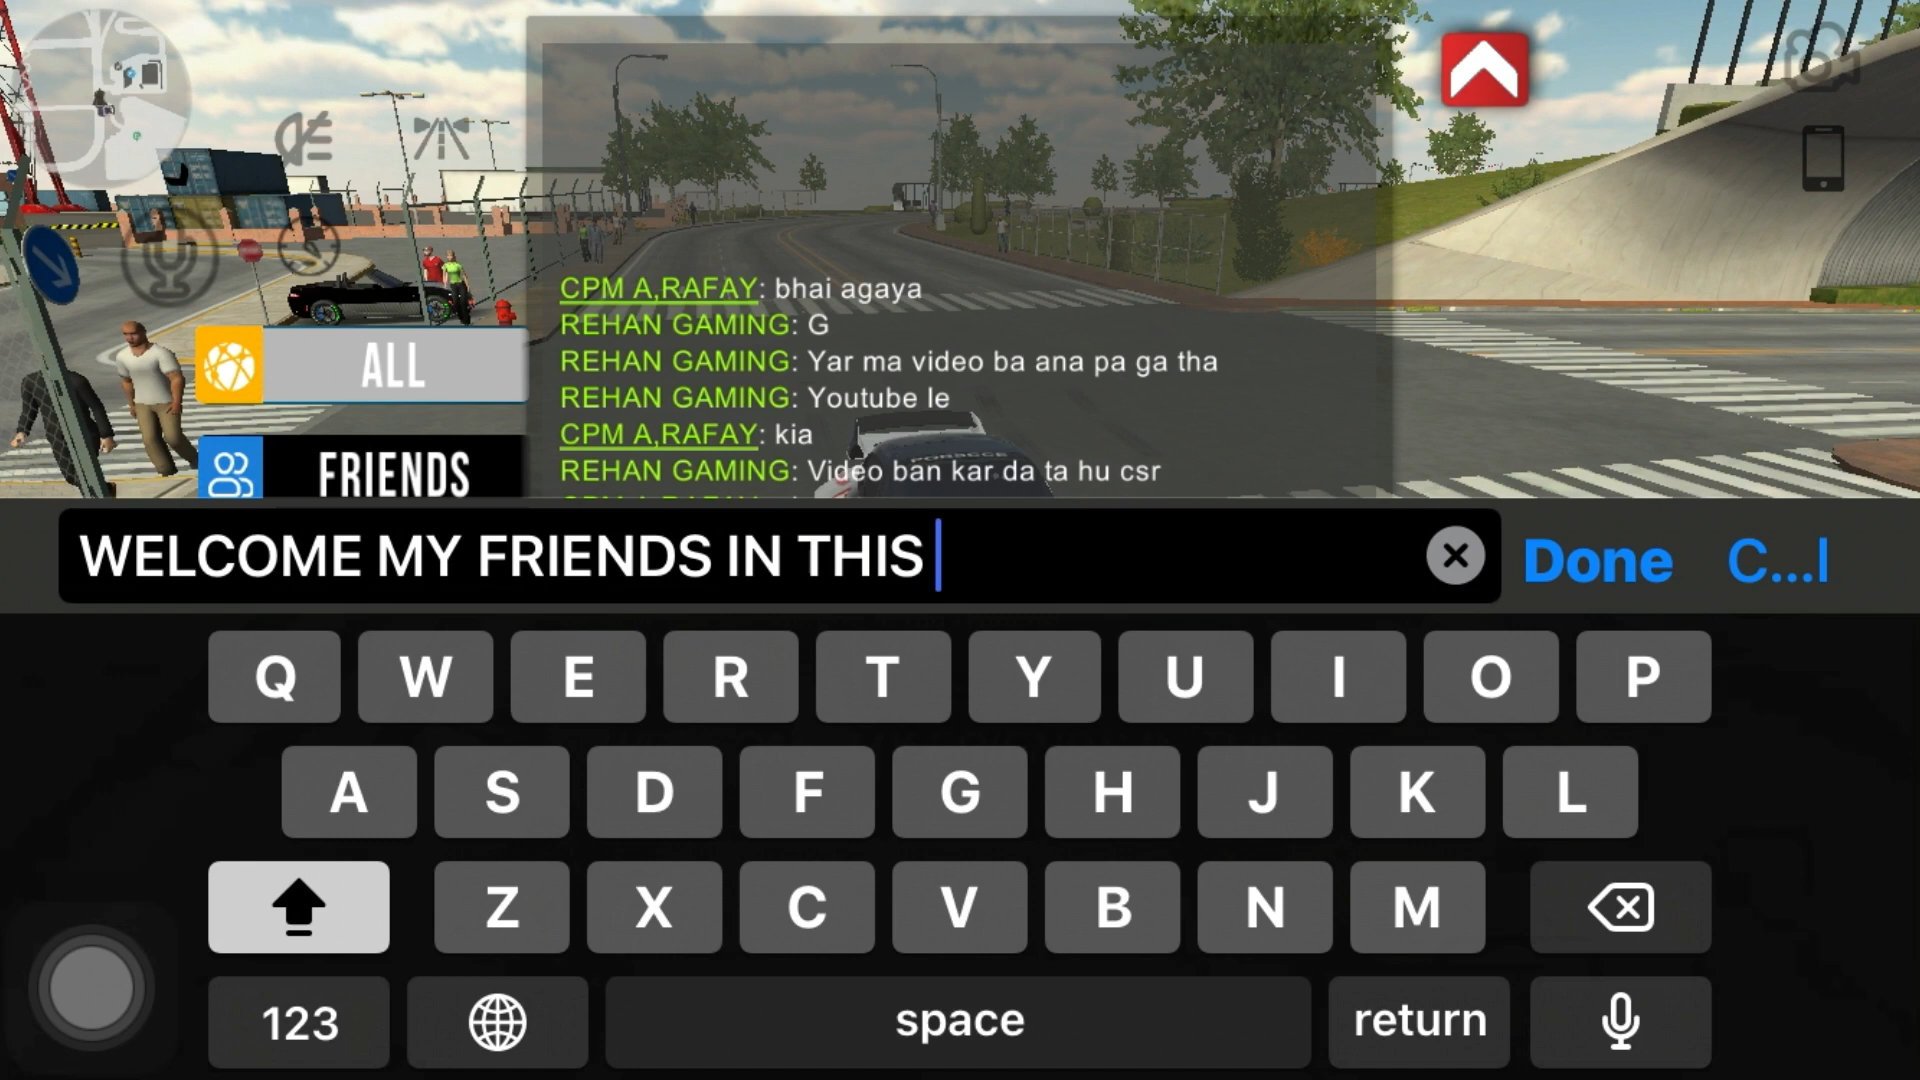 CPM A,RAFAY: bhai agaya
REHAN GAMING: G
REHAN GAMING: Yar ma video ba ana pa ga tha
REHAN GAMING: Youtube le
CPM A,RAFAY: kia
REHAN GAMING: Video ban kar da ta hu csr
ALL
FRIENDS
WELCOME MY FRIENDS IN THIS
Done C...l
Q W E R T Y U I O P
A S D F G H J K L
Z X C V B N M
123 space return